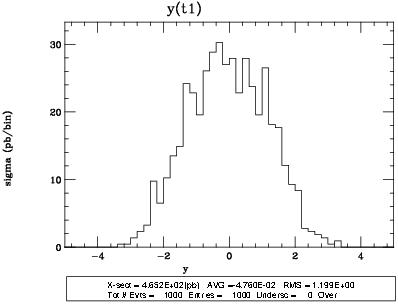 y(t1)
30
20
10
0
sigma (pb/bin)
-4 -2 0 2 4
y
X-sect = 4.652E+02(pb) AVG =-4.760E-02 RMS = 1.199E+00
Tot # Evts = 1000 Entries = 1000 Undersc = 0 Over